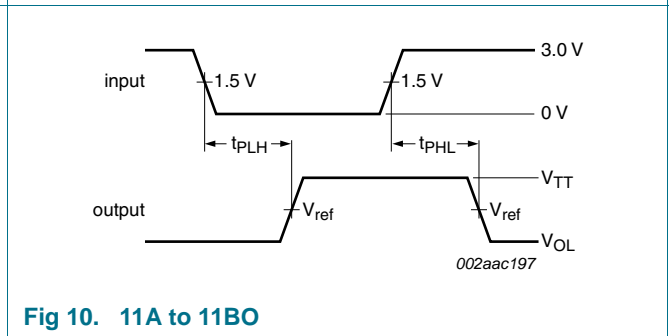 3.0 V
input
1.5 V
1.5 V
0 V
tPLH
tPHL
VTT
output
Vref
Vref
VOL
002aac197
Fig 10. 11A to 11BO